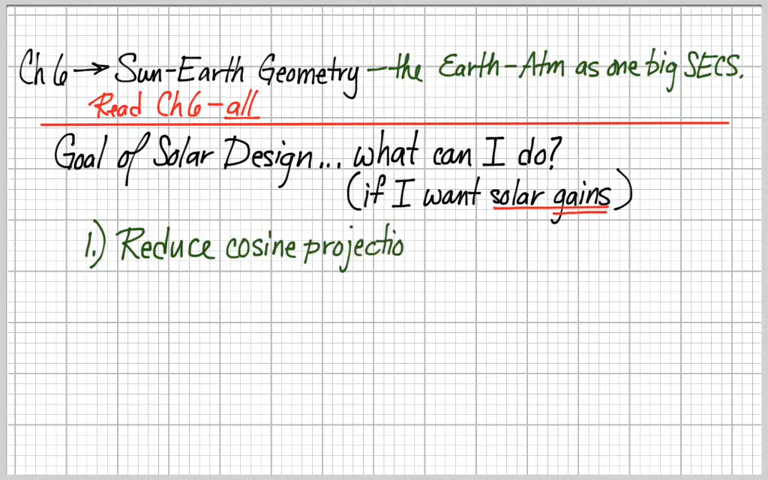 Ch 6 → Sun-Earth Geometry - the Earth-Atm as one big SECS.
Read Ch 6 - all
Goal of Solar Design... what can I do?
(if I want solar gains)
1.) Reduce cosine projectio